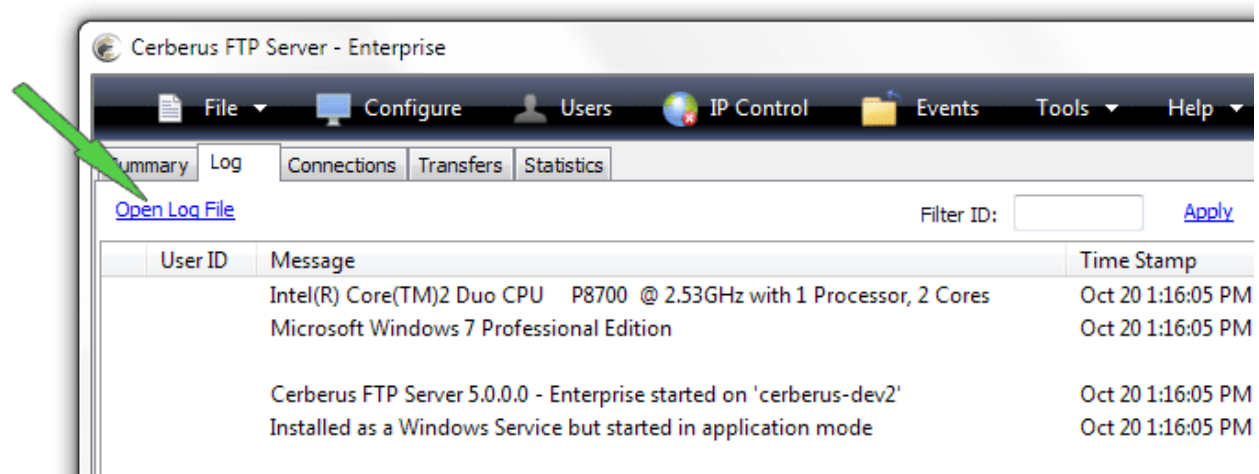 Cerberus FTP Server - Enterprise
File Configure Users IP Control Events Tools Help
Summary Log Connections Transfers Statistics
Open Log File Filter ID: Apply
User ID Message Time Stamp
Intel(R) Core(TM)2 Duo CPU P8700 @ 2.53GHz with 1 Processor, 2 Cores Oct 20 1:16:05 PM
Microsoft Windows 7 Professional Edition Oct 20 1:16:05 PM
Cerberus FTP Server 5.0.0.0 - Enterprise started on 'cerberus-dev2' Oct 20 1:16:05 PM
Installed as a Windows Service but started in application mode Oct 20 1:16:05 PM